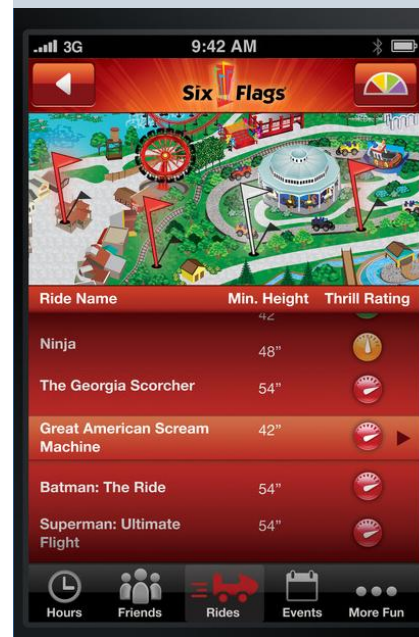 3G 9:42 AM
Six Flags
Ride Name Min. Height Thrill Rating
42"
Ninja 48"
The Georgia Scorcher 54"
Great American Scream Machine 42"
Batman: The Ride 54"
Superman: Ultimate Flight 54"
Hours Friends Rides Events More Fun